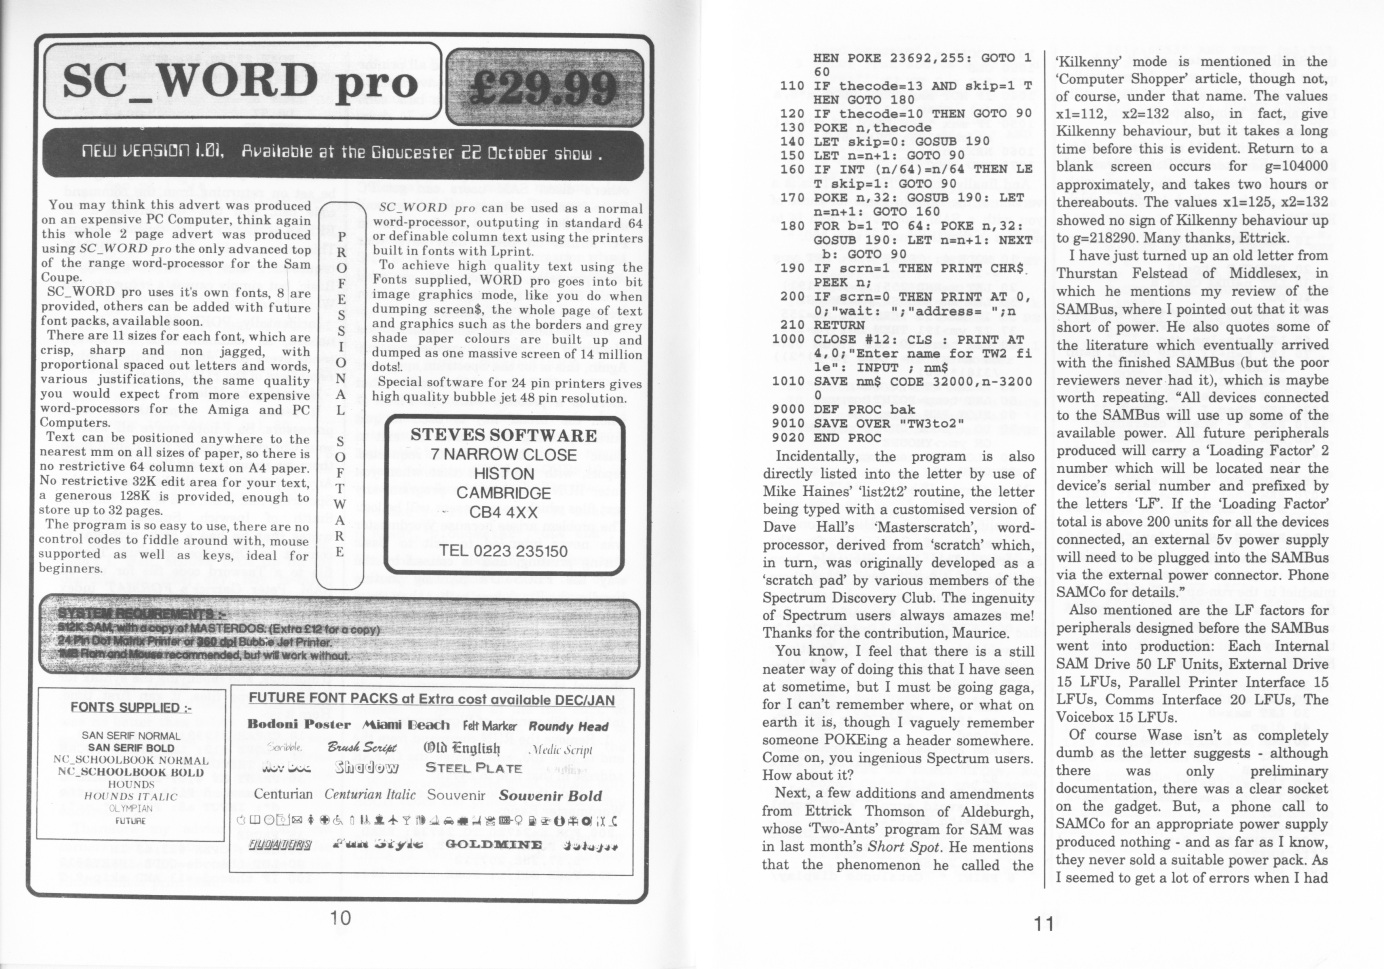 SC_WORD pro
£29.99
NEW VERSION 1.01, Available at the Gloucester 22 October show .
You may think this advert was produced
on an expensive PC Computer, think again
this whole 2 page advert was produced
using SC_WORD pro the only advanced top
of the range word-processor for the Sam
Coupe.
SC_WORD pro uses it's own fonts, 8 are
provided, others can be added with future
font packs, available soon.
There are 11 sizes for each font, which are
crisp, sharp and non jagged, with
proportional spaced out letters and words,
various justifications, the same quality
you would expect from more expensive
word-processors for the Amiga and PC
Computers.
Text can be positioned anywhere to the
nearest mm on all sizes of paper, so there is
no restrictive 64 column text on A4 paper.
No restrictive 32K edit area for your text,
a generous 128K is provided, enough to
store up to 32 pages.
The program is so easy to use, there are no
control codes to fiddle around with, mouse
supported as well as keys, ideal for
beginners.
PROFESSIONAL SOFTWARE
SC_WORD pro can be used as a normal
word-processor, outputing in standard 64
or definable column text using the printers
built in fonts with Lprint.
To achieve high quality text using the
Fonts supplied, WORD pro goes into bit
image graphics mode, like you do when
dumping screen$, the whole page of text
and graphics such as the borders and grey
shade paper colours are built up and
dumped as one massive screen of 14 million
dots!.
Special software for 24 pin printers gives
high quality bubble jet 48 pin resolution.
STEVES SOFTWARE
7 NARROW CLOSE
HISTON
CAMBRIDGE
CB4 4XX
TEL 0223 235150
SYSTEM REQUIREMENTS :-
512K SAM, with a copy of MASTERDOS. (Extra £12 for a copy)
24 Pin Dot Matrix Printer or 360 dpi Bubble Jet Printer.
1MB Ram and Mouse recommended, but will work without.
FONTS SUPPLIED :-
SAN SERIF NORMAL
SAN SERIF BOLD
NC_SCHOOLBOOK NORMAL
NC_SCHOOLBOOK BOLD
HOUNDS
HOUNDS ITALIC
OLYMPIAN
FUTURE
FUTURE FONT PACKS at Extra cost available DEC/JAN
Bodoni Poster Miami Beach Felt Marker Roundy Head
Scribble. Brush Script Old English Medic Script
Hot Dog Shadow STEEL PLATE
Centurian Centurian Italic Souvenir Souvenir Bold
Fun Style GOLDMINE
10
HEN POKE 23692,255: GOTO 1
60
110 IF thecode=13 AND skip=1 T
HEN GOTO 180
120 IF thecode=10 THEN GOTO 90
130 POKE n,thecode
140 LET skip=0: GOSUB 190
150 LET n=n+1: GOTO 90
160 IF INT (n/64)=n/64 THEN LE
T skip=1: GOTO 90
170 POKE n,32: GOSUB 190: LET
n=n+1: GOTO 160
180 FOR b=1 TO 64: POKE n,32:
GOSUB 190: LET n=n+1: NEXT
b: GOTO 90
190 IF scrn=1 THEN PRINT CHR$
PEEK n;
200 IF scrn=0 THEN PRINT AT 0,
0;"wait: ";"address= ";n
210 RETURN
1000 CLOSE #12: CLS : PRINT AT
4,0;"Enter name for TW2 fi
le": INPUT ; nm$
1010 SAVE nm$ CODE 32000,n-3200
0
9000 DEF PROC bak
9010 SAVE OVER "TW3to2"
9020 END PROC
Incidentally, the program is also
directly listed into the letter by use of
Mike Haines' 'list2t2' routine, the letter
being typed with a customised version of
Dave Hall's 'Masterscratch', word-
processor, derived from 'scratch' which,
in turn, was originally developed as a
'scratch pad' by various members of the
Spectrum Discovery Club. The ingenuity
of Spectrum users always amazes me!
Thanks for the contribution, Maurice.
You know, I feel that there is a still
neater way of doing this that I have seen
at sometime, but I must be going gaga,
for I can't remember where, or what on
earth it is, though I vaguely remember
someone POKEing a header somewhere.
Come on, you ingenious Spectrum users.
How about it?
Next, a few additions and amendments
from Ettrick Thomson of Aldeburgh,
whose 'Two-Ants' program for SAM was
in last month's Short Spot. He mentions
that the phenomenon he called the
'Kilkenny' mode is mentioned in the
'Computer Shopper' article, though not,
of course, under that name. The values
x1=112, x2=132 also, in fact, give
Kilkenny behaviour, but it takes a long
time before this is evident. Return to a
blank screen occurs for g=104000
approximately, and takes two hours or
thereabouts. The values x1=125, x2=132
showed no sign of Kilkenny behaviour up
to g=218290. Many thanks, Ettrick.
I have just turned up an old letter from
Thurstan Felstead of Middlesex, in
which he mentions my review of the
SAMBus, where I pointed out that it was
short of power. He also quotes some of
the literature which eventually arrived
with the finished SAMBus (but the poor
reviewers never had it), which is maybe
worth repeating. "All devices connected
to the SAMBus will use up some of the
available power. All future peripherals
produced will carry a 'Loading Factor' 2
number which will be located near the
device's serial number and prefixed by
the letters 'LF'. If the 'Loading Factor'
total is above 200 units for all the devices
connected, an external 5v power supply
will need to be plugged into the SAMBus
via the external power connector. Phone
SAMCo for details."
Also mentioned are the LF factors for
peripherals designed before the SAMBus
went into production: Each Internal
SAM Drive 50 LF Units, External Drive
15 LFUs, Parallel Printer Interface 15
LFUs, Comms Interface 20 LFUs, The
Voicebox 15 LFUs.
Of course Wase isn't as completely
dumb as the letter suggests - although
there was only preliminary
documentation, there was a clear socket
on the gadget. But, a phone call to
SAMCo for an appropriate power supply
produced nothing - and as far as I know,
they never sold a suitable power pack. As
I seemed to get a lot of errors when I had
11